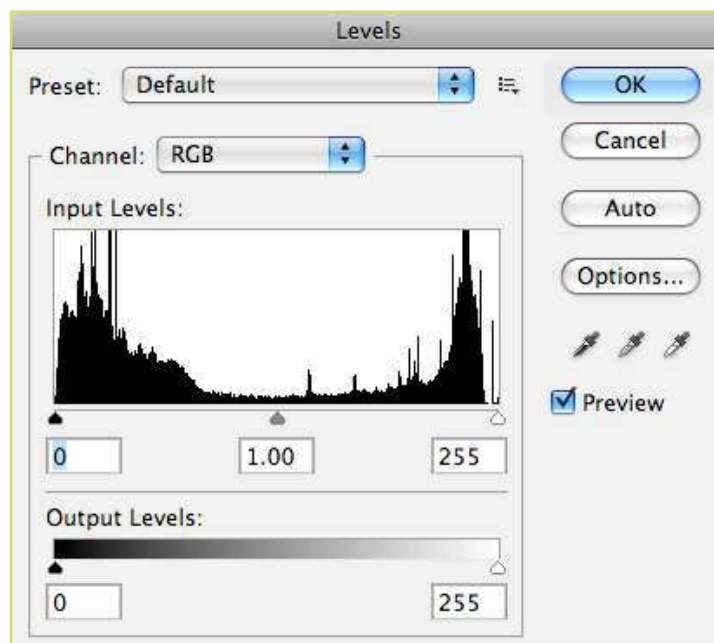 Levels
Preset: Default
OK
Channel: RGB
Cancel
Input Levels:
Auto
Options...
Preview
0 1.00 255
Output Levels:
0 255